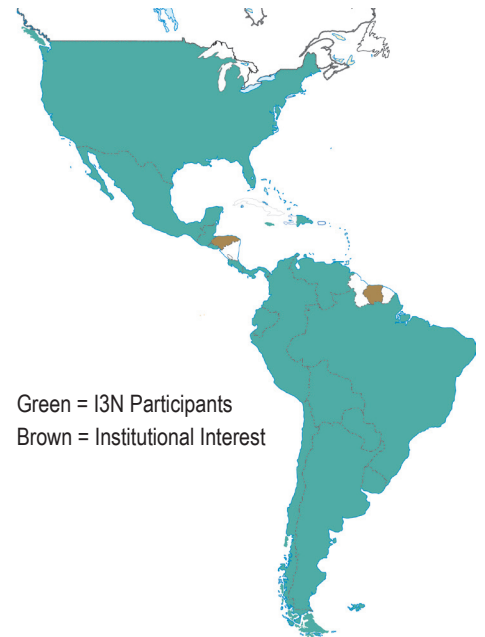 Green = I3N Participants
Brown = Institutional Interest